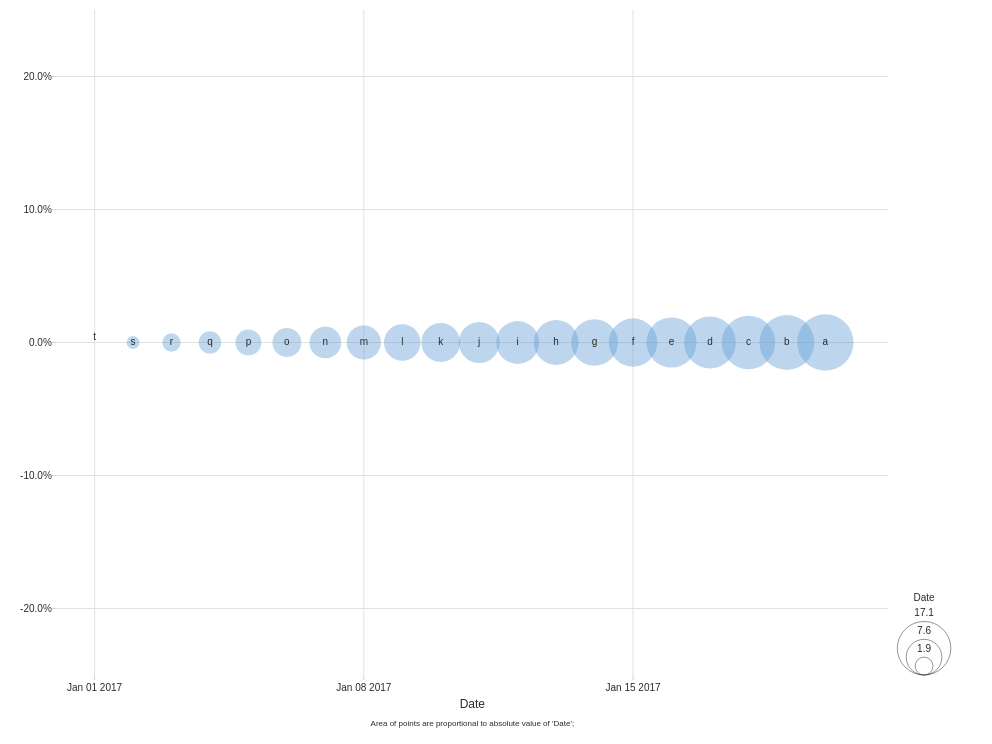 20.0%
10.0%
t
0.0%
s r q p o n m l k j i h g f e d c b a
-10.0%
-20.0%
Date
17.1
7.6
1.9
Jan 01 2017 Jan 08 2017 Jan 15 2017
Date
Area of points are proportional to absolute value of 'Date';